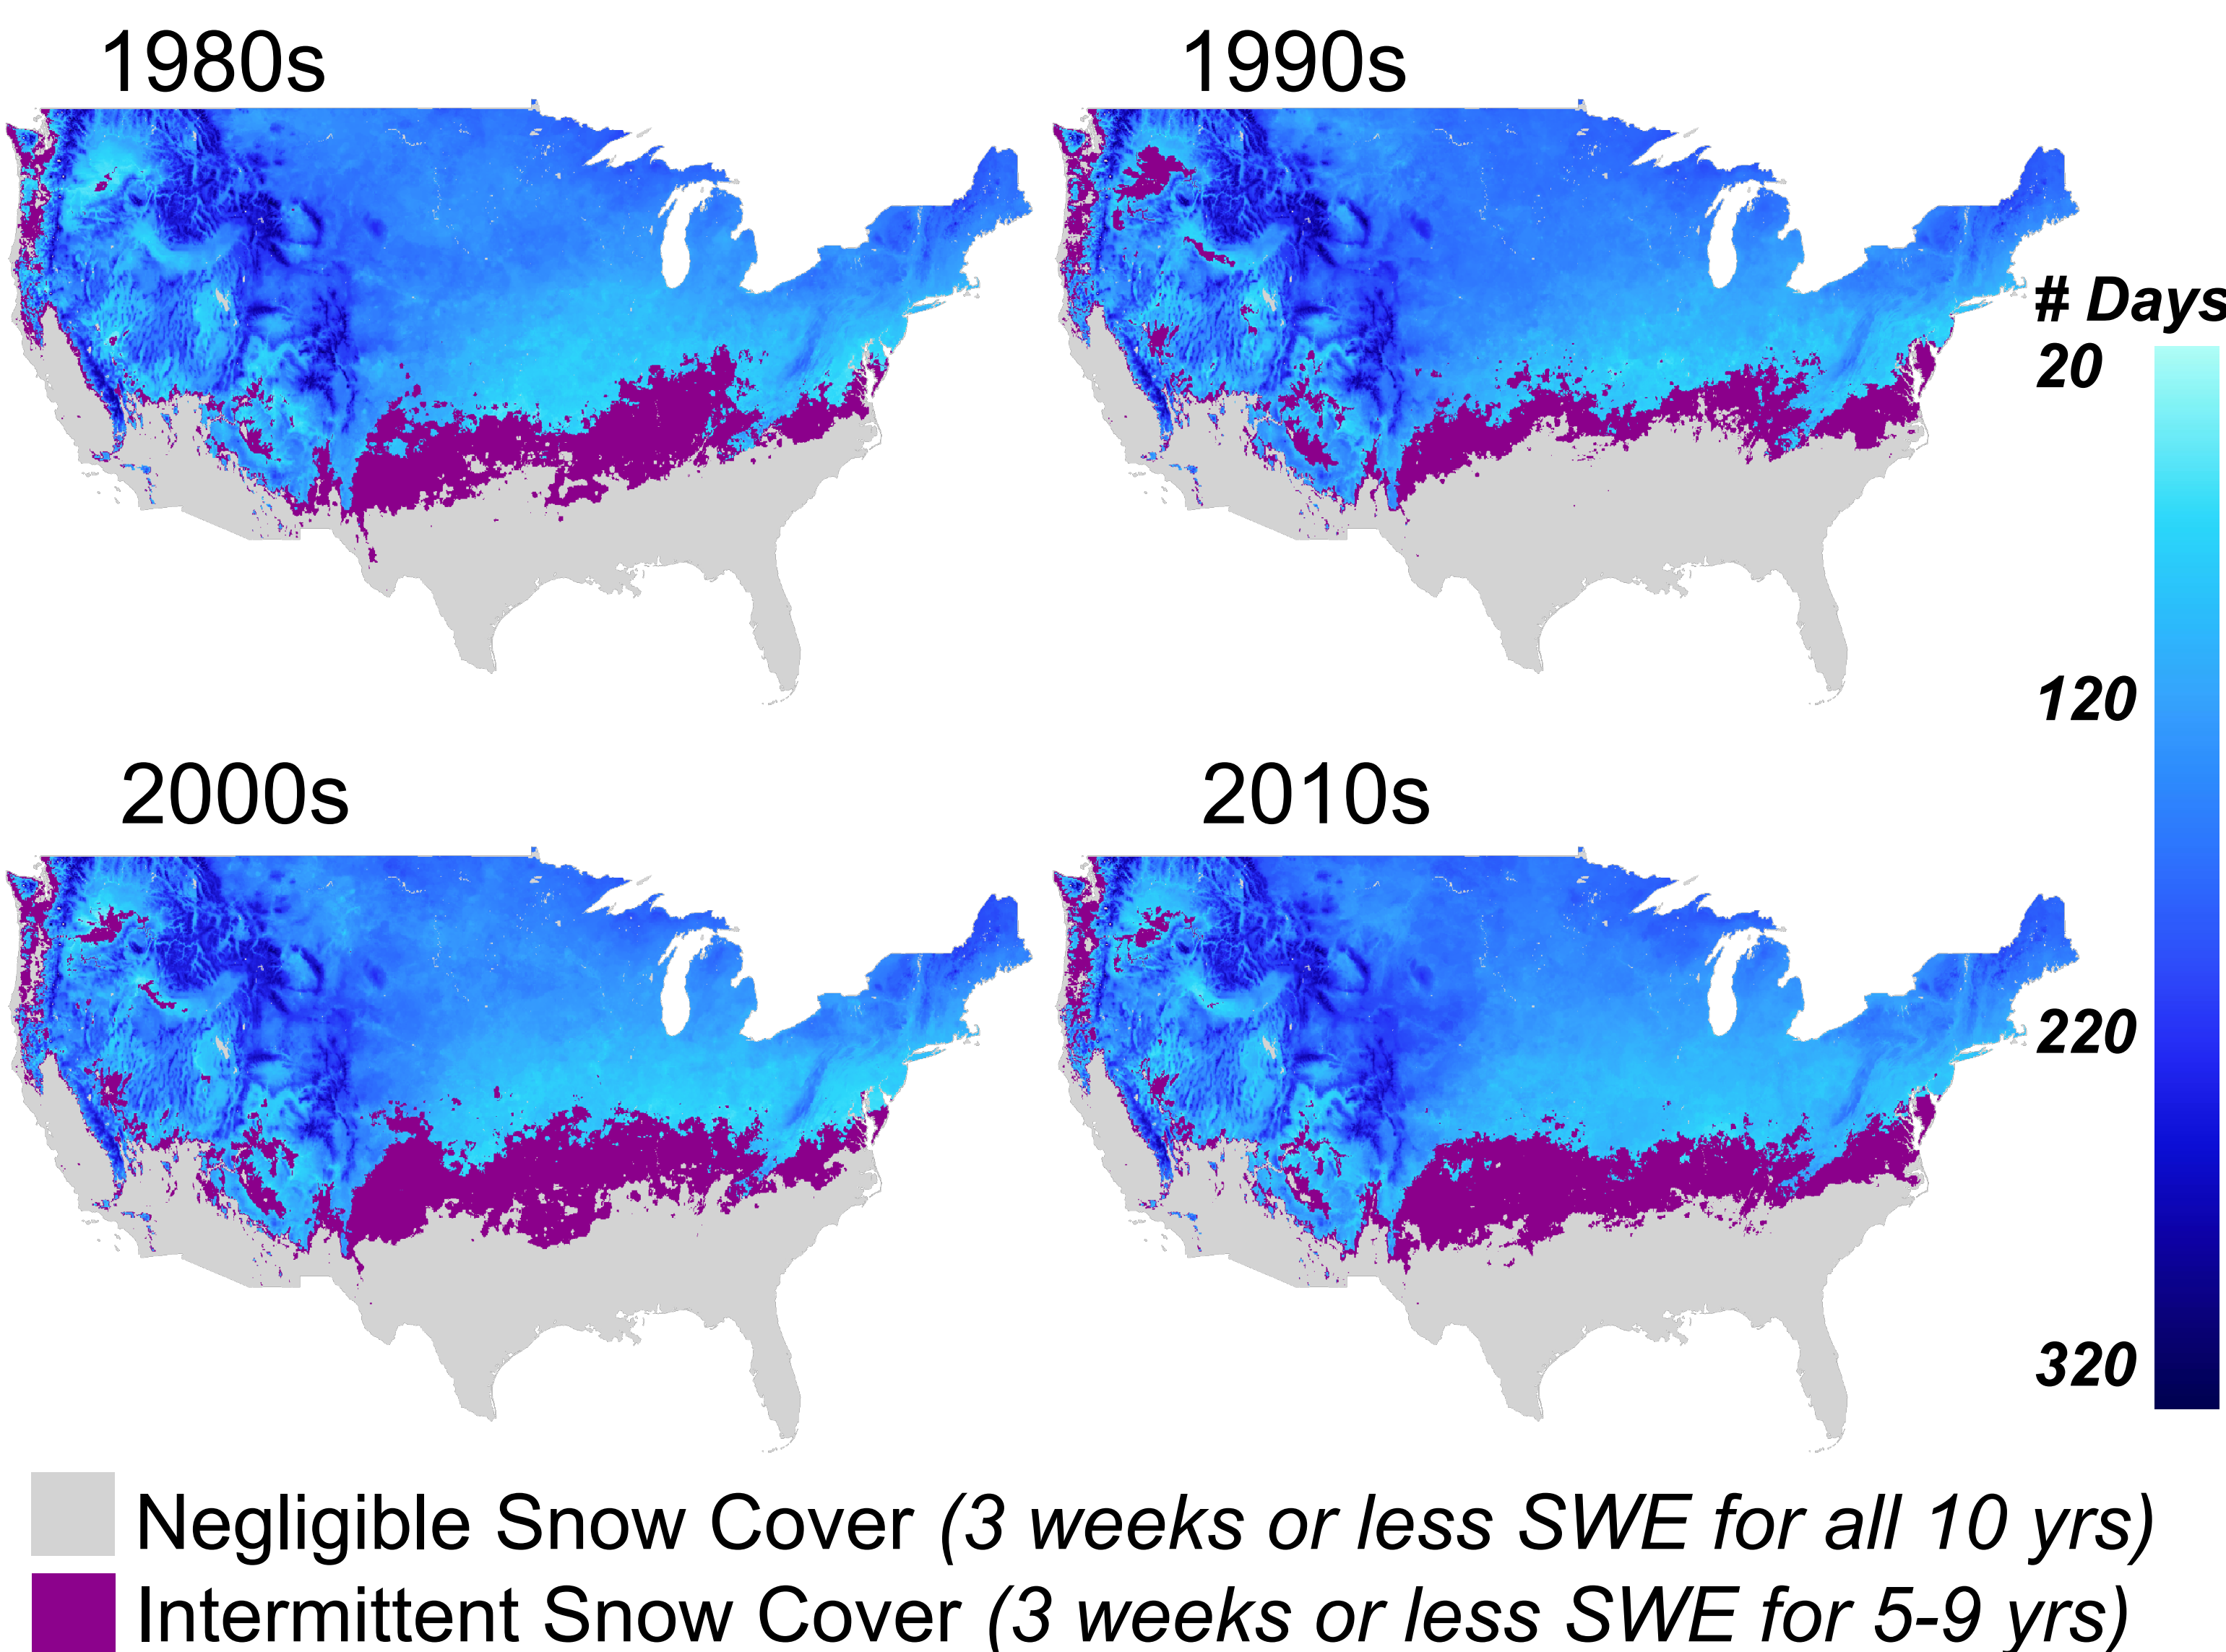 1980s
1990s
# Days
20
120
2000s
2010s
220
320
Negligible Snow Cover (3 weeks or less SWE for all 10 yrs)
Intermittent Snow Cover (3 weeks or less SWE for 5-9 yrs)